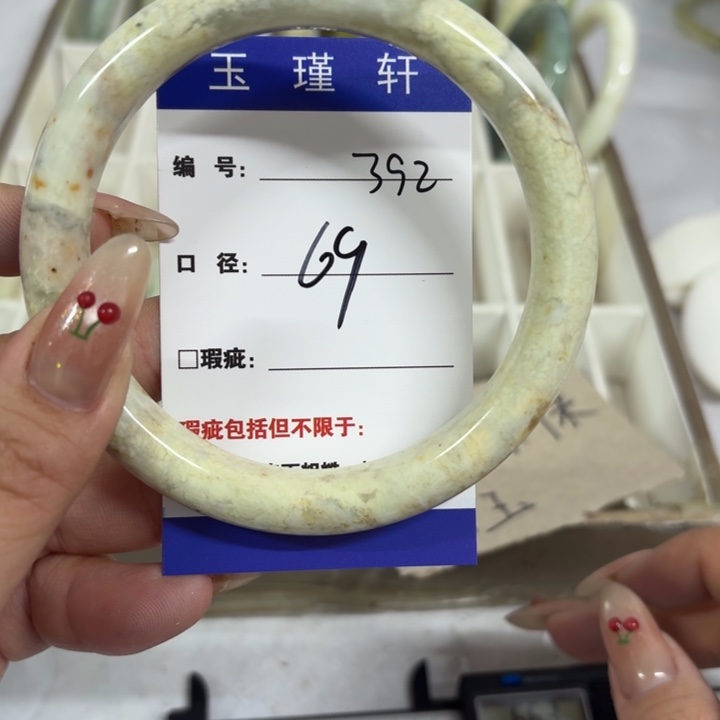 玉瑾轩
编 号: 392
口 径: 69
□瑕疵:
瑕疵包括但不限于:
玉